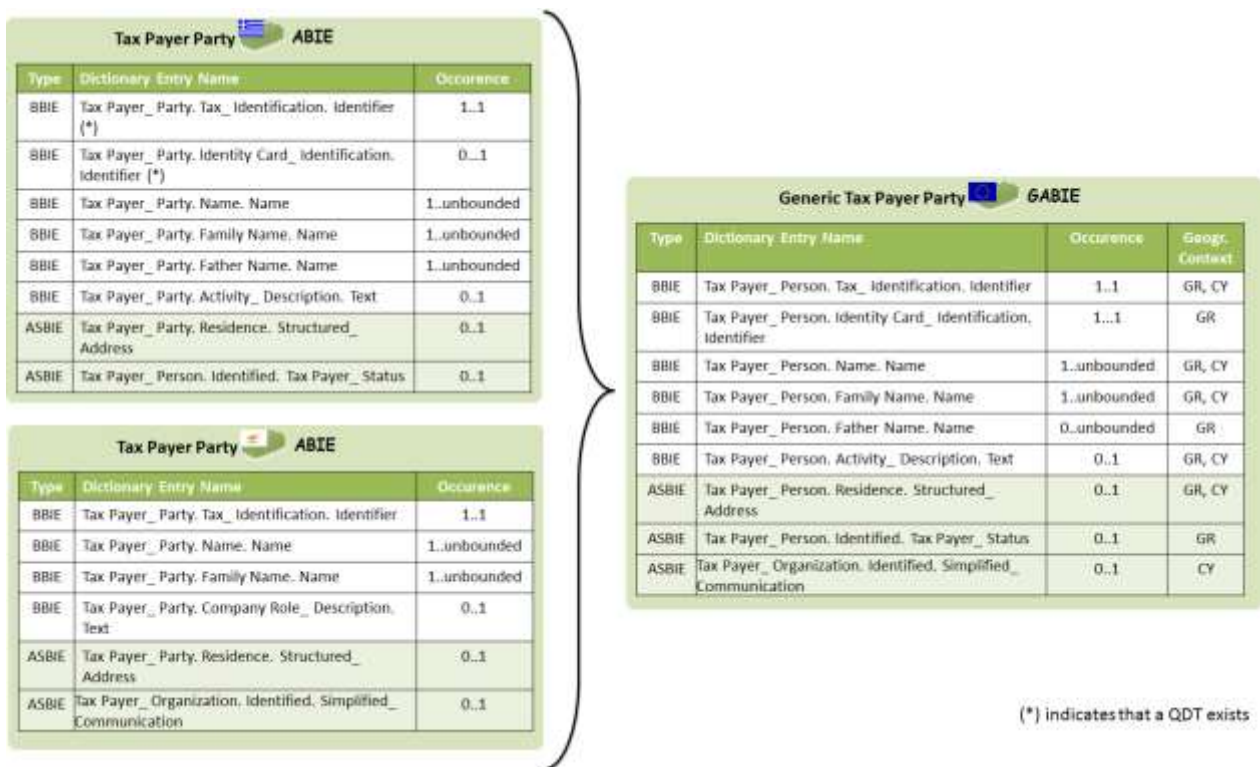 Tax Payer Party ABIE
Type Dictionary Entry Name Occurence
BBIE Tax Payer_ Party. Tax_ Identification. Identifier 1..1
(*)
BBIE Tax Payer_ Party. Identity Card_ Identification. 0...1
Identifier (*)
BBIE Tax Payer_ Party. Name. Name 1..unbounded
BBIE Tax Payer_ Party. Family Name. Name 1..unbounded
BBIE Tax Payer_ Party. Father Name. Name 1..unbounded
BBIE Tax Payer_ Party. Activity_ Description. Text 0..1
ASBIE Tax Payer_ Party. Residence. Structured_ 0..1
Address
ASBIE Tax Payer_ Person. Identified. Tax Payer_ Status 0..1
Tax Payer Party ABIE
Type Dictionary Entry Name Occurence
BBIE Tax Payer_ Party. Tax_ Identification. Identifier 1..1
BBIE Tax Payer_ Party. Name. Name 1..unbounded
BBIE Tax Payer_ Party. Family Name. Name 1..unbounded
BBIE Tax Payer_ Party. Company Role_ Description. 0..1
Text
ASBIE Tax Payer_ Party. Residence. Structured_ 0..1
Address
ASBIE Tax Payer_ Organization. Identified. Simplified_ 0..1
Communication
Generic Tax Payer Party GABIE
Type Dictionary Entry Name Occurence Geogr.
Context
BBIE Tax Payer_ Person. Tax_ Identification. Identifier 1..1 GR, CY
BBIE Tax Payer_ Person. Identity Card_ Identification. 1...1 GR
Identifier
BBIE Tax Payer_ Person. Name. Name 1..unbounded GR, CY
BBIE Tax Payer_ Person. Family Name. Name 1..unbounded GR, CY
BBIE Tax Payer_ Person. Father Name. Name 0..unbounded GR
BBIE Tax Payer_ Person. Activity_ Description. Text 0..1 GR, CY
ASBIE Tax Payer_ Person. Residence. Structured_ 0..1 GR, CY
Address
ASBIE Tax Payer_ Person. Identified. Tax Payer_ Status 0..1 GR
ASBIE Tax Payer_ Organization. Identified. Simplified_ 0..1 CY
Communication
(*) indicates that a QDT exists